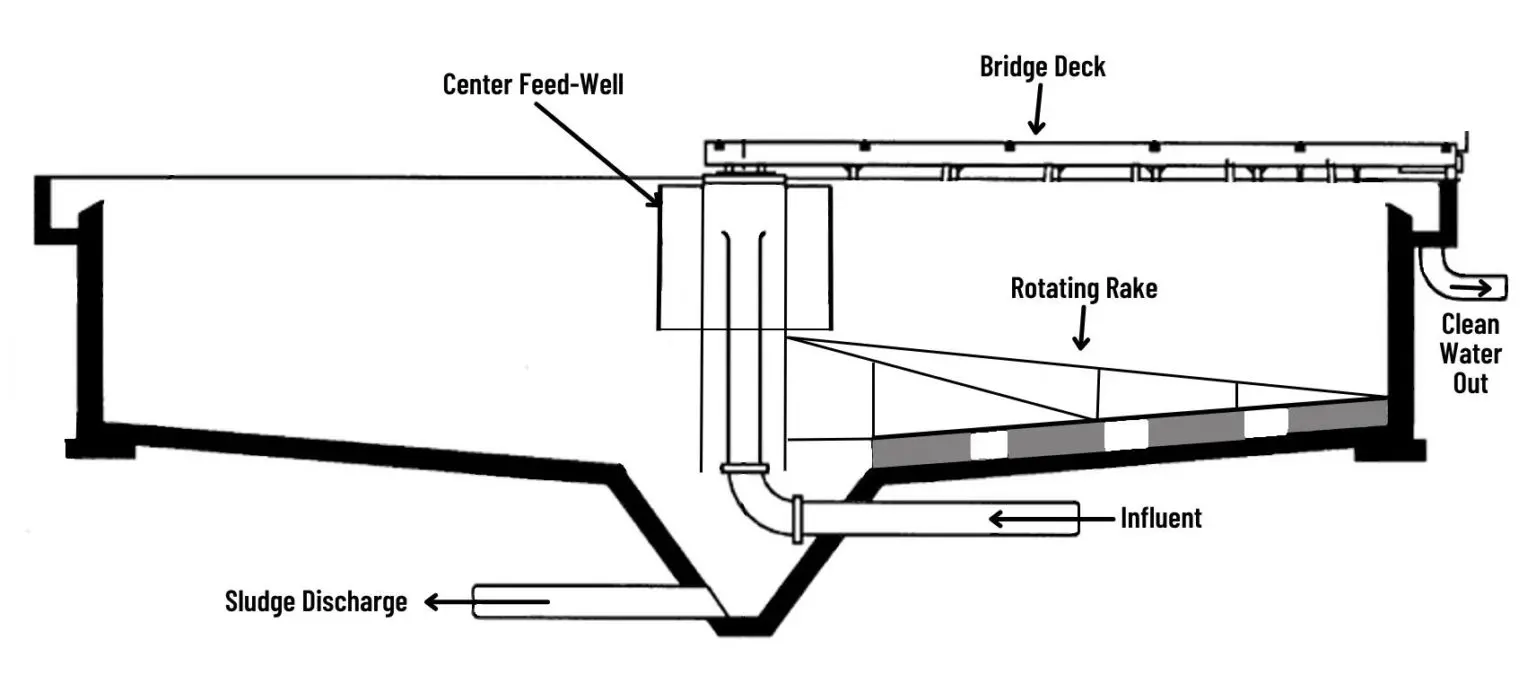 Center Feed-Well
Bridge Deck
Rotating Rake
Clean
Water
Out
Influent
Sludge Discharge